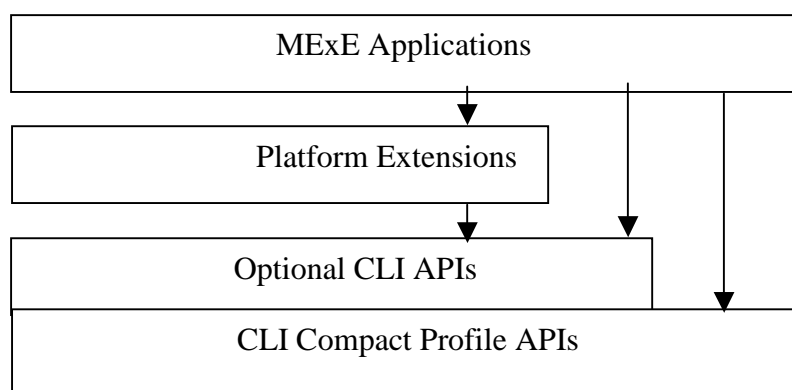 MExE Applications
Platform Extensions
Optional CLI APIs
CLI Compact Profile APIs